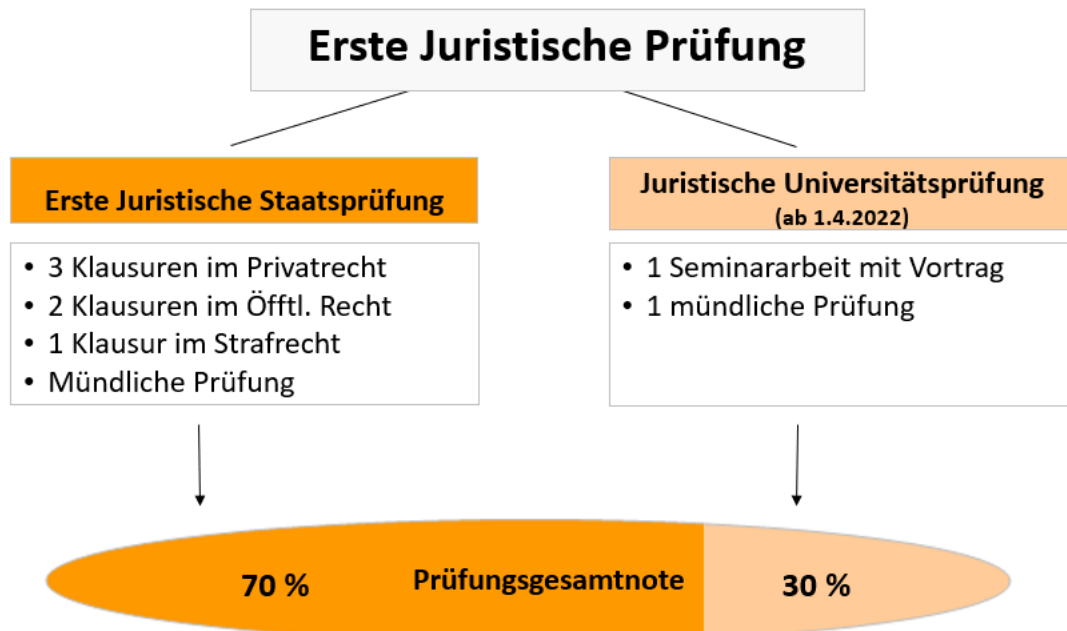 Erste Juristische Prüfung
Erste Juristische Staatsprüfung
• 3 Klausuren im Privatrecht
• 2 Klausuren im Öfftl. Recht
• 1 Klausur im Strafrecht
• Mündliche Prüfung
Juristische Universitätsprüfung
(ab 1.4.2022)
• 1 Seminararbeit mit Vortrag
• 1 mündliche Prüfung
70 % Prüfungsgesamtnote 30 %